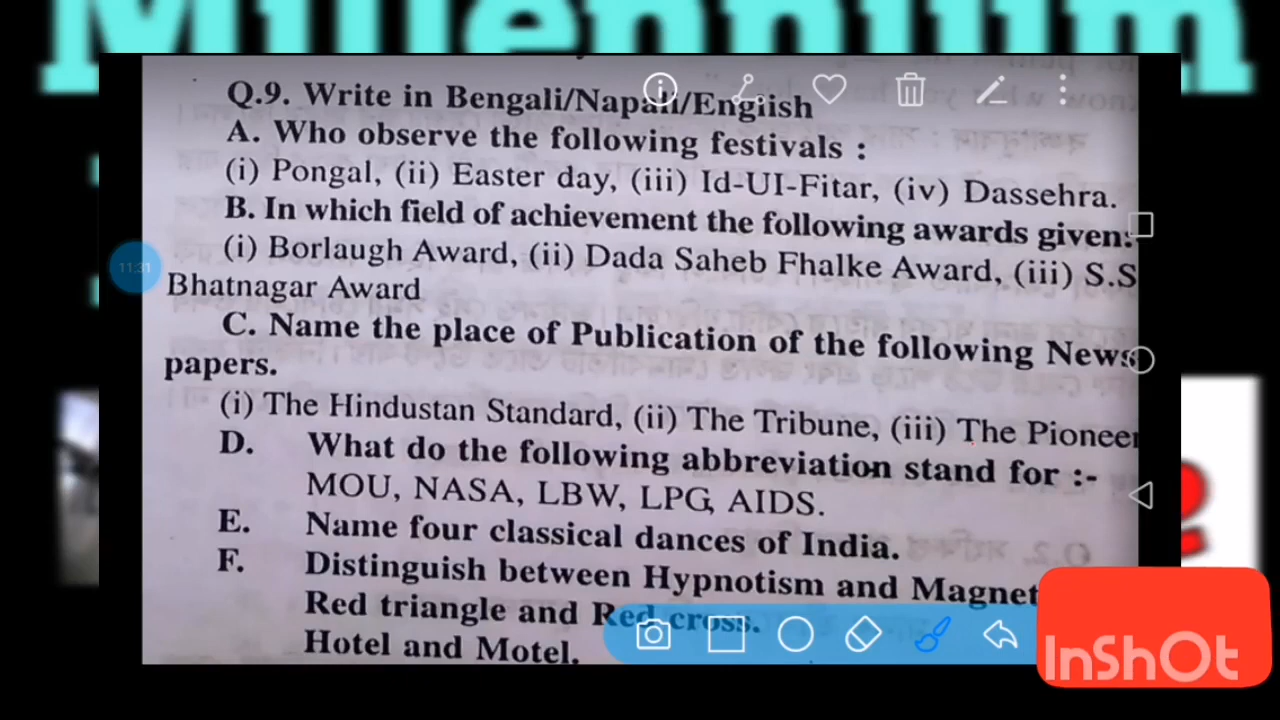 Millennium
Q.9. Write in Bengali/Napali/English
A. Who observe the following festivals :
(i) Pongal, (ii) Easter day, (iii) Id-UI-Fitar, (iv) Dassehra.
B. In which field of achievement the following awards given:
(i) Borlaugh Award, (ii) Dada Saheb Fhalke Award, (iii) S.S
Bhatnagar Award
11:31
C. Name the place of Publication of the following News
papers.
(i) The Hindustan Standard, (ii) The Tribune, (iii) The Pioneer
D. What do the following abbreviation stand for :-
MOU, NASA, LBW, LPG, AIDS.
E. Name four classical dances of India.
F. Distinguish between Hypnotism and Magnet
Red triangle and Red cross.
Hotel and Motel.
InShOt